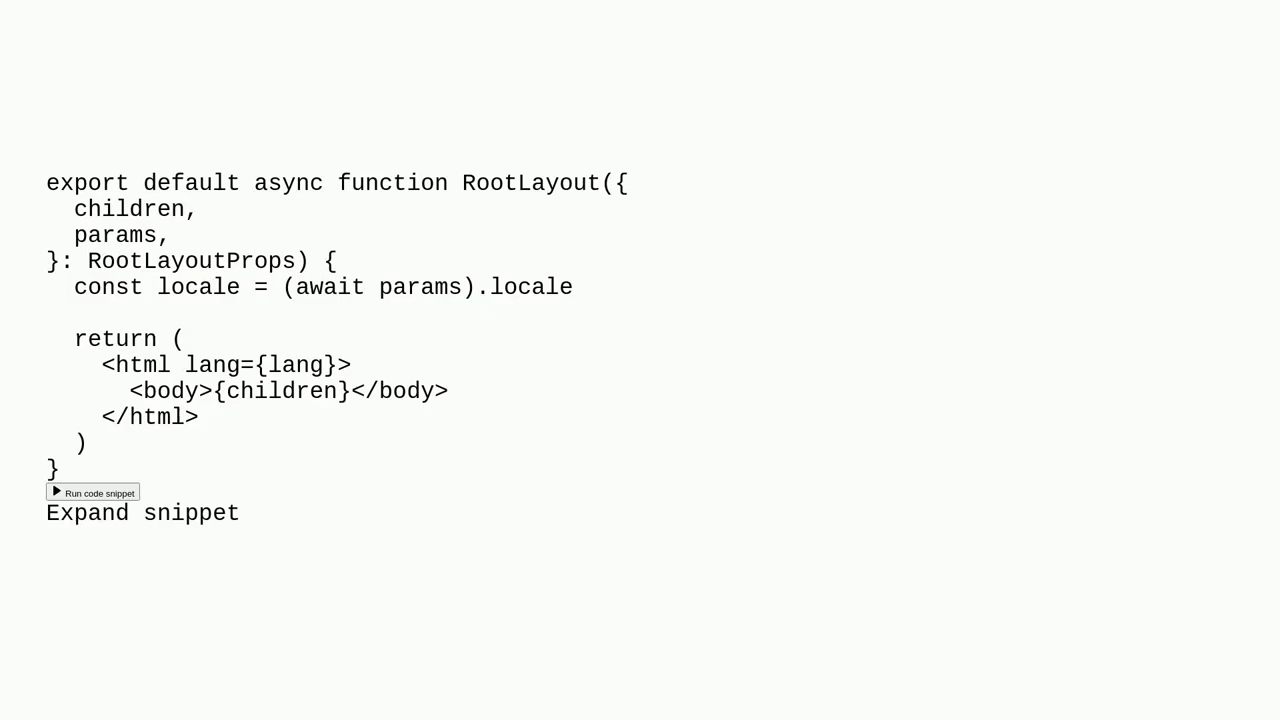 export default async function RootLayout({
  children,
  params,
}: RootLayoutProps) {
  const locale = (await params).locale

  return (
    <html lang={lang}>
      <body>{children}</body>
    </html>
  )
}
Run code snippet
Expand snippet